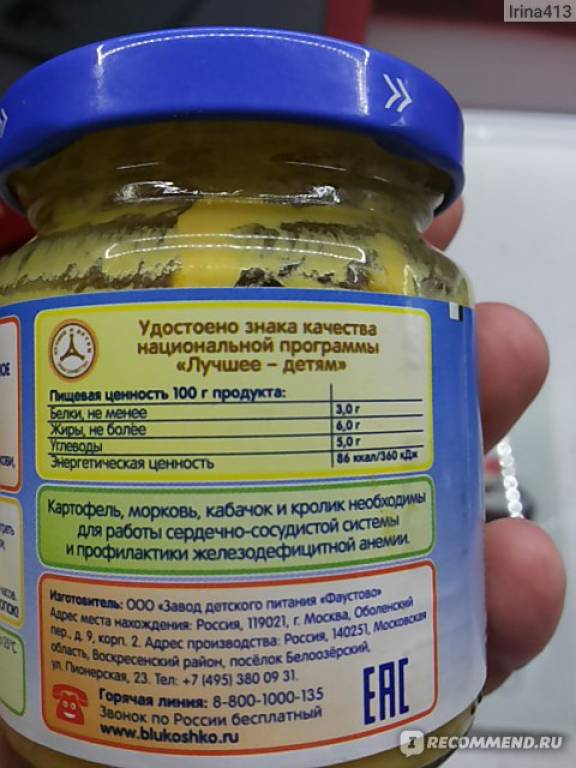 Irina413
Удостоено знака качества
национальной программы
«Лучшее – детям»
Пищевая ценность 100 г продукта:
Белки, не менее 3,0 г
Жиры, не более 6,0 г
Углеводы 5,0 г
Энергетическая ценность 86 ккал/360 кДж
Картофель, морковь, кабачок и кролик необходимы
для работы сердечно-сосудистой системы
и профилактики железодефицитной анемии.
Изготовитель: ООО «Завод детского питания «Фаустово»
Адрес места нахождения: Россия, 119021, г. Москва, Оболенский
пер., д. 9, корп. 2. Адрес производства: Россия, 140251, Московская
область, Воскресенский район, посёлок Белоозёрский,
ул. Пионерская, 23. Тел: +7 (495) 380 09 31.
Горячая линия: 8-800-1000-135
Звонок по России бесплатный
www.blukoshko.ru
ЕАС
I RECOMMEND.RU